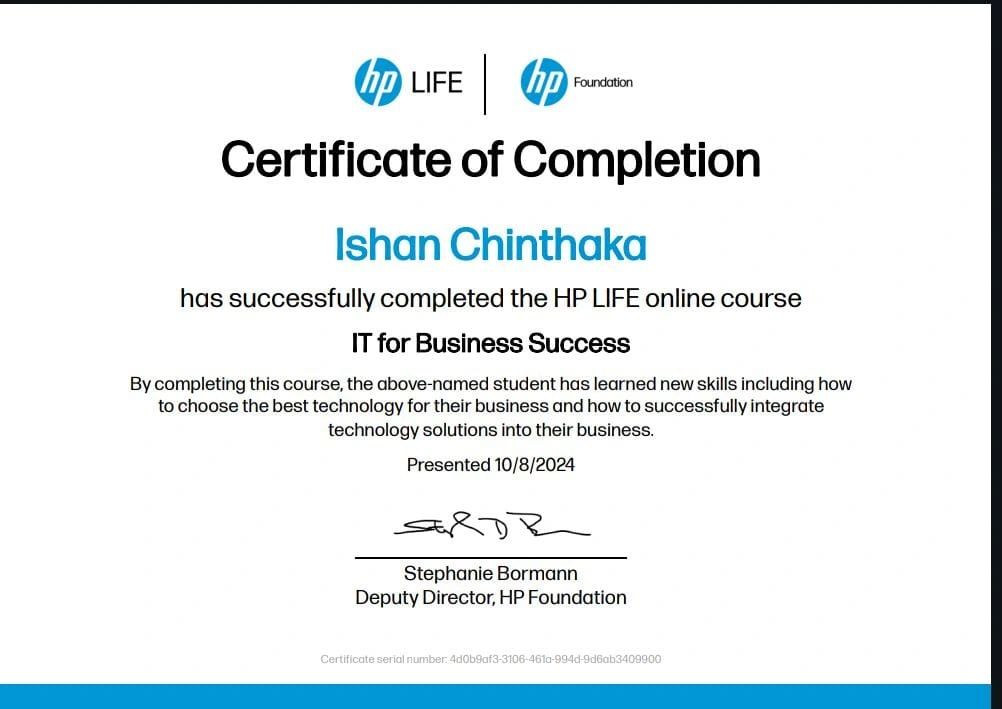 hp LIFE | hp Foundation
Certificate of Completion
Ishan Chinthaka
has successfully completed the HP LIFE online course
IT for Business Success
By completing this course, the above-named student has learned new skills including how
to choose the best technology for their business and how to successfully integrate
technology solutions into their business.
Presented 10/8/2024
Stephanie Bormann
Deputy Director, HP Foundation
Certificate serial number: 4d0b9af3-3106-461a-994d-9d6ab3409900